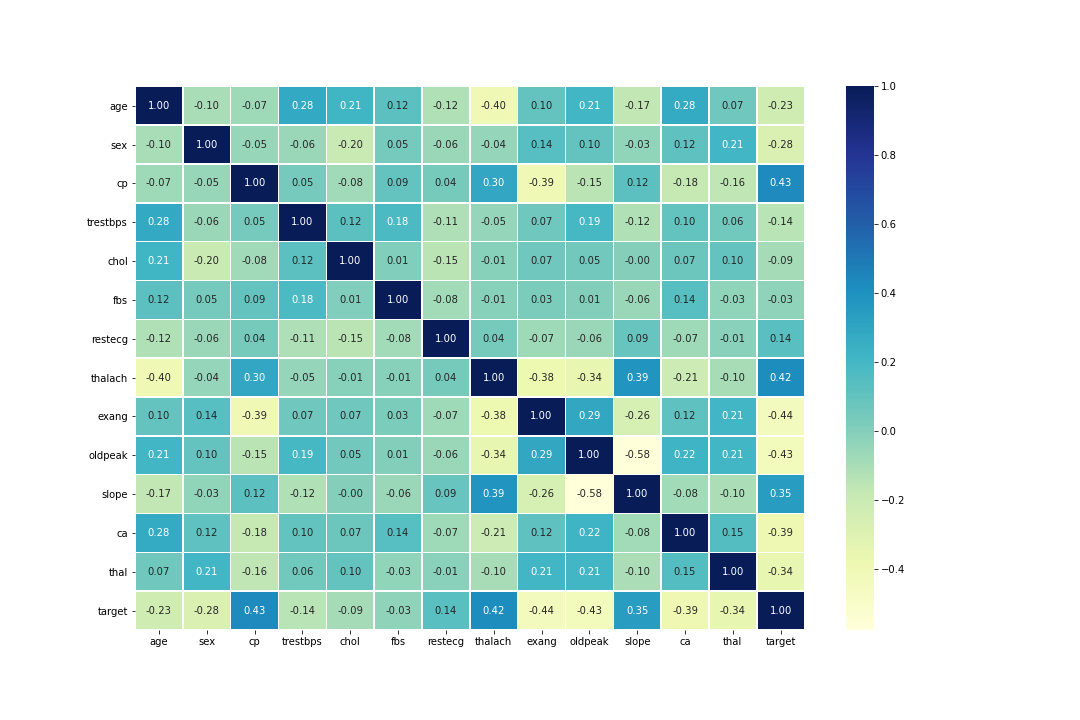 1.0
age 1.00 -0.10 -0.07 0.28 0.21 0.12 -0.12 -0.40 0.10 0.21 -0.17 0.28 0.07 -0.23
sex -0.10 1.00 -0.05 -0.06 -0.20 0.05 -0.06 -0.04 0.14 0.10 -0.03 0.12 0.21 -0.28
0.8
cp -0.07 -0.05 1.00 0.05 -0.08 0.09 0.04 0.30 -0.39 -0.15 0.12 -0.18 -0.16 0.43
trestbps 0.28 -0.06 0.05 1.00 0.12 0.18 -0.11 -0.05 0.07 0.19 -0.12 0.10 0.06 -0.14
0.6
chol 0.21 -0.20 -0.08 0.12 1.00 0.01 -0.15 -0.01 0.07 0.05 -0.00 0.07 0.10 -0.09
0.4
fbs 0.12 0.05 0.09 0.18 0.01 1.00 -0.08 -0.01 0.03 0.01 -0.06 0.14 -0.03 -0.03
restecg -0.12 -0.06 0.04 -0.11 -0.15 -0.08 1.00 0.04 -0.07 -0.06 0.09 -0.07 -0.01 0.14
0.2
thalach -0.40 -0.04 0.30 -0.05 -0.01 -0.01 0.04 1.00 -0.38 -0.34 0.39 -0.21 -0.10 0.42
exang 0.10 0.14 -0.39 0.07 0.07 0.03 -0.07 -0.38 1.00 0.29 -0.26 0.12 0.21 -0.44
0.0
oldpeak 0.21 0.10 -0.15 0.19 0.05 0.01 -0.06 -0.34 0.29 1.00 -0.58 0.22 0.21 -0.43
slope -0.17 -0.03 0.12 -0.12 -0.00 -0.06 0.09 0.39 -0.26 -0.58 1.00 -0.08 -0.10 0.35
−0.2
ca 0.28 0.12 -0.18 0.10 0.07 0.14 -0.07 -0.21 0.12 0.22 -0.08 1.00 0.15 -0.39
thal 0.07 0.21 -0.16 0.06 0.10 -0.03 -0.01 -0.10 0.21 0.21 -0.10 0.15 1.00 -0.34
−0.4
target -0.23 -0.28 0.43 -0.14 -0.09 -0.03 0.14 0.42 -0.44 -0.43 0.35 -0.39 -0.34 1.00
age sex cp trestbps chol fbs restecg thalach exang oldpeak slope ca thal target